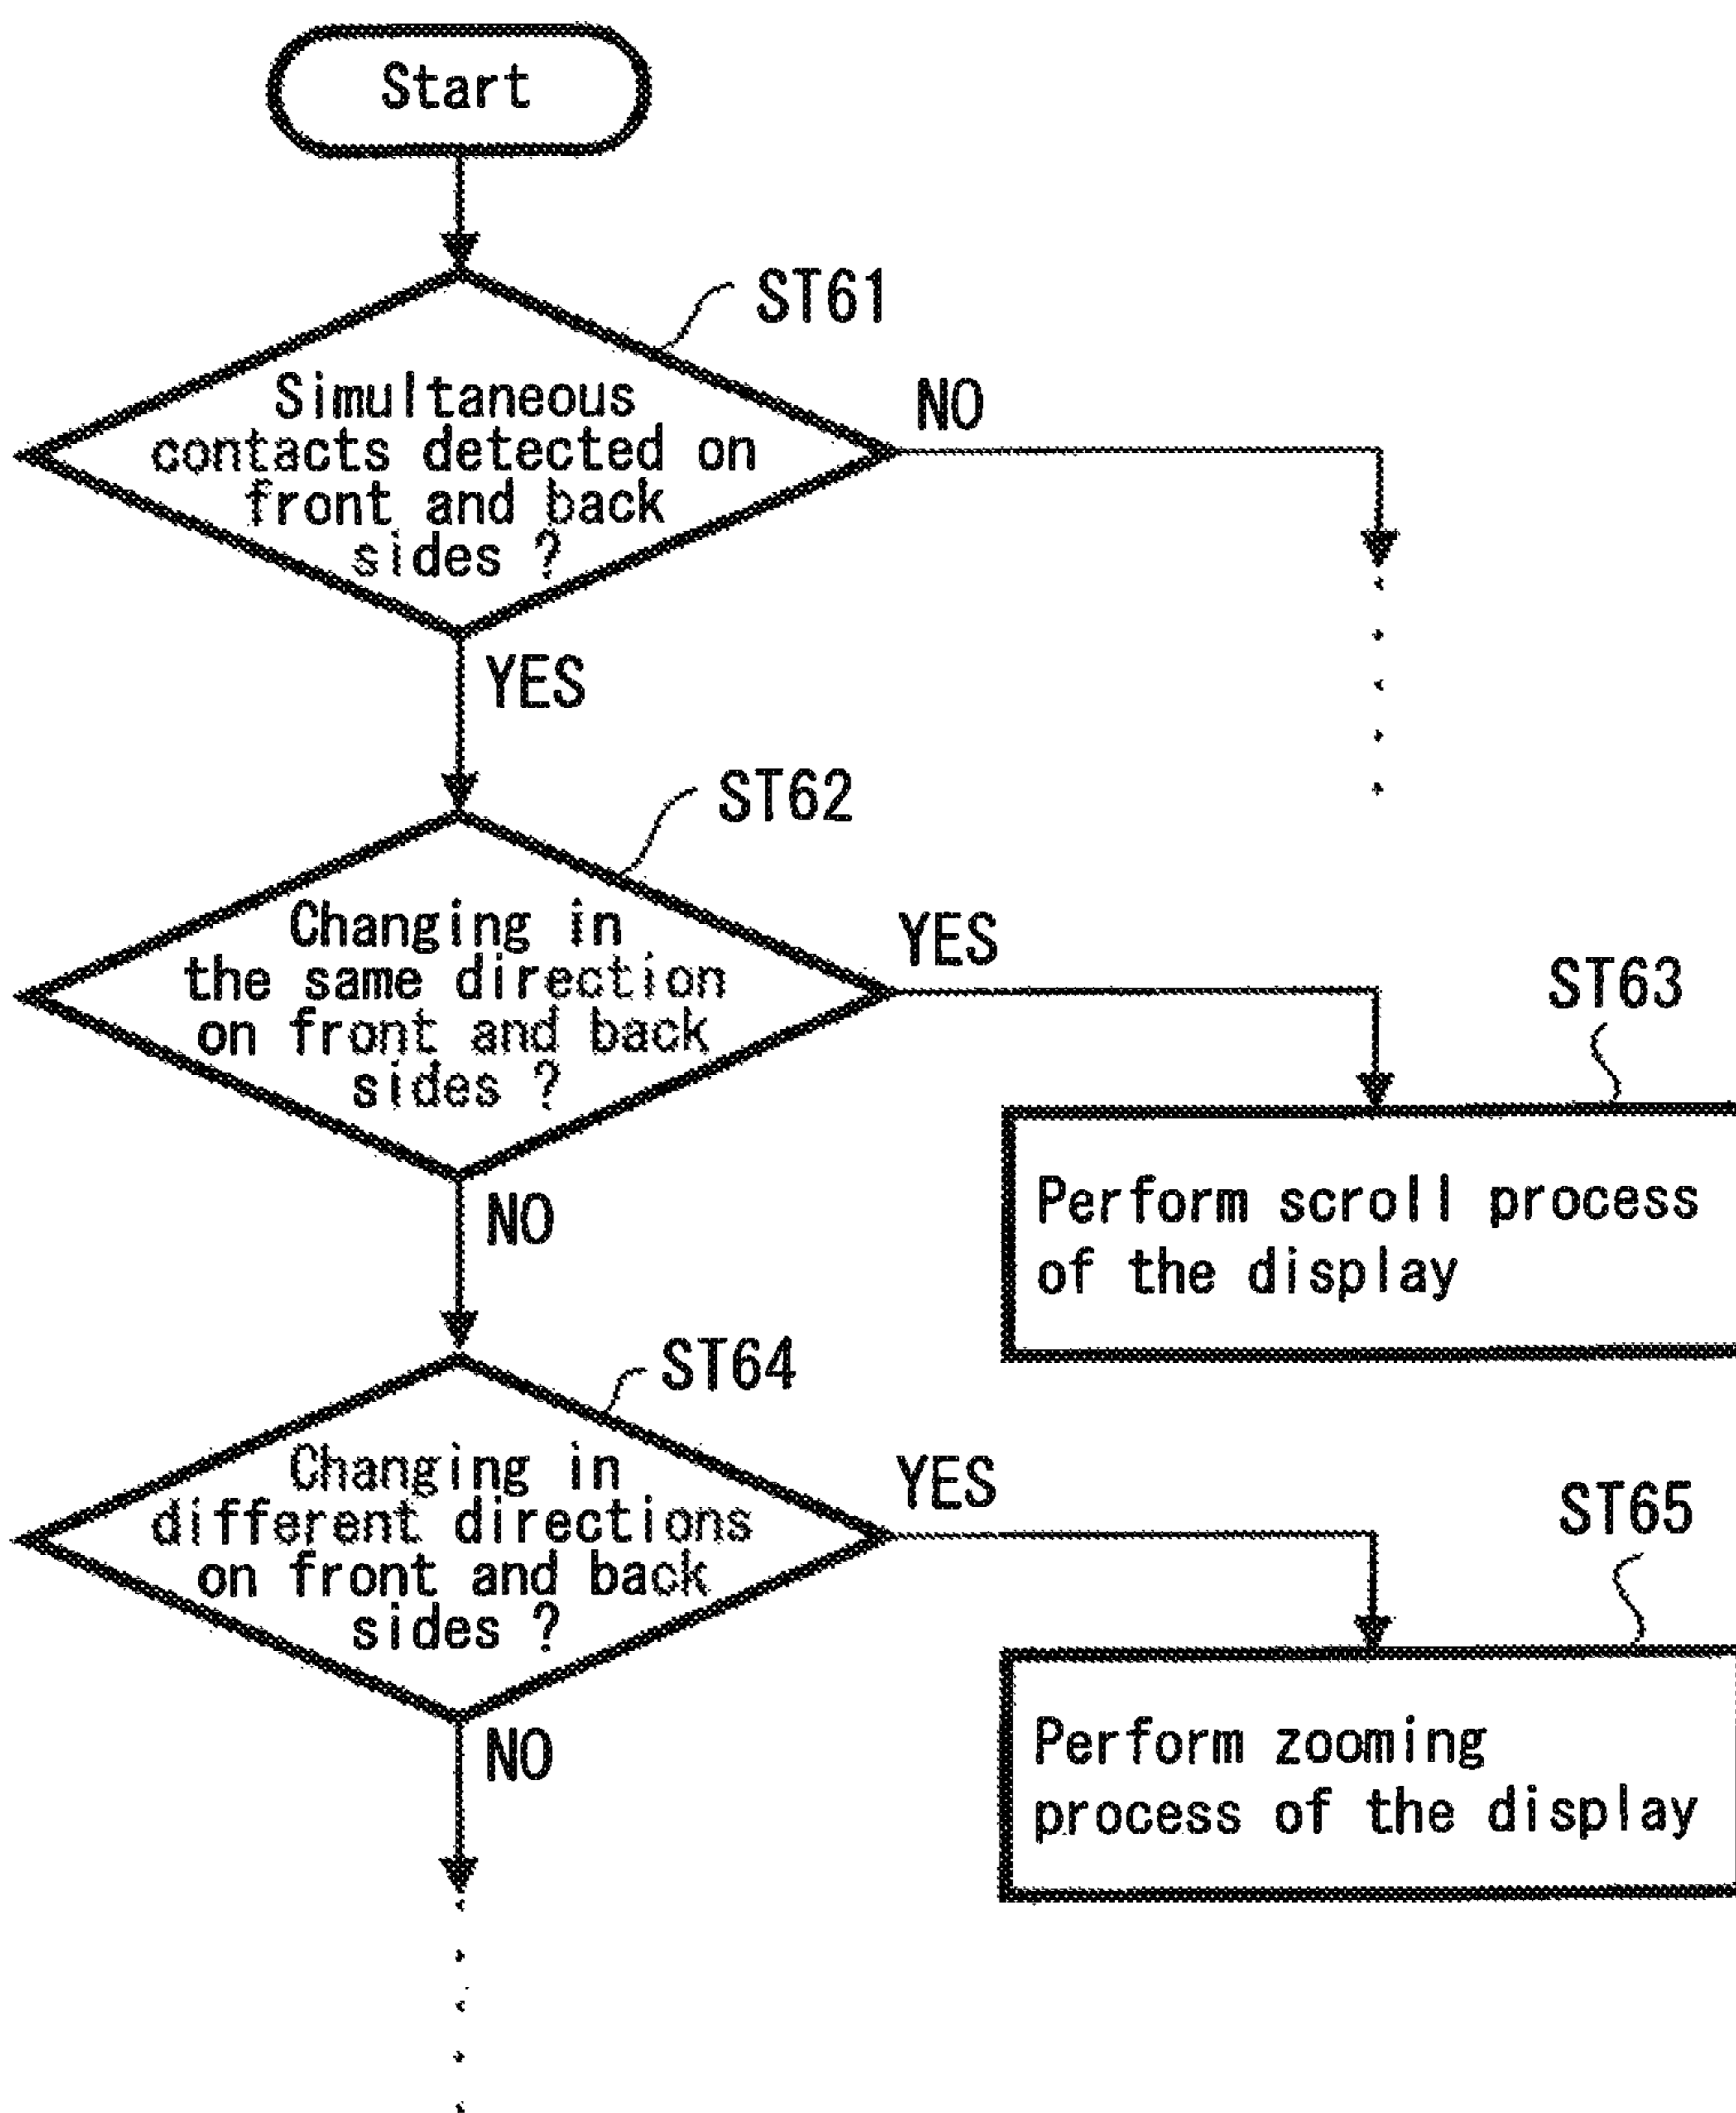 Start
ST61
Simultaneous
contacts detected on
front and back
sides ?
NO
YES
ST62
Changing in
the same direction
on front and back
sides ?
YES
ST63
Perform scroll process
of the display
NO
ST64
Changing in
different directions
on front and back
sides ?
YES
ST65
Perform zooming
process of the display
NO